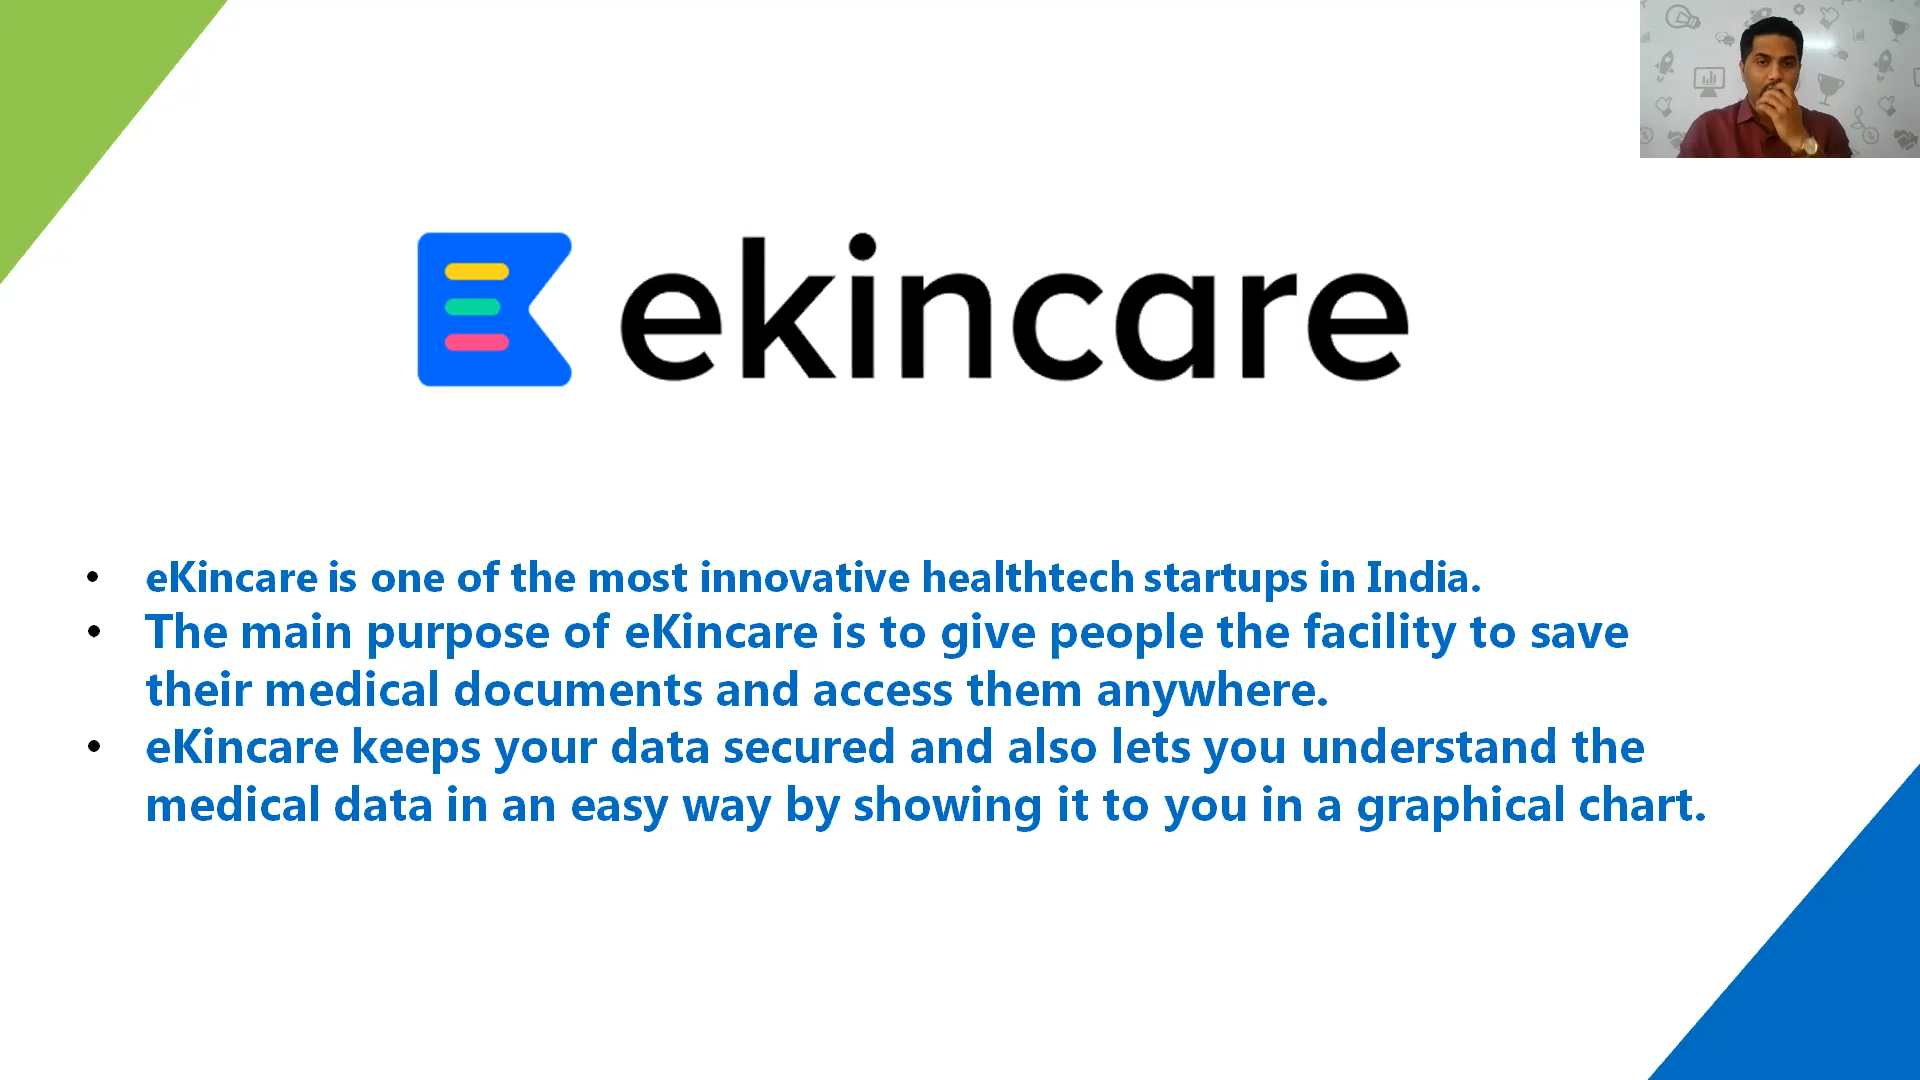 ekincare
• eKincare is one of the most innovative healthtech startups in India.
• The main purpose of eKincare is to give people the facility to save
their medical documents and access them anywhere.
• eKincare keeps your data secured and also lets you understand the
medical data in an easy way by showing it to you in a graphical chart.